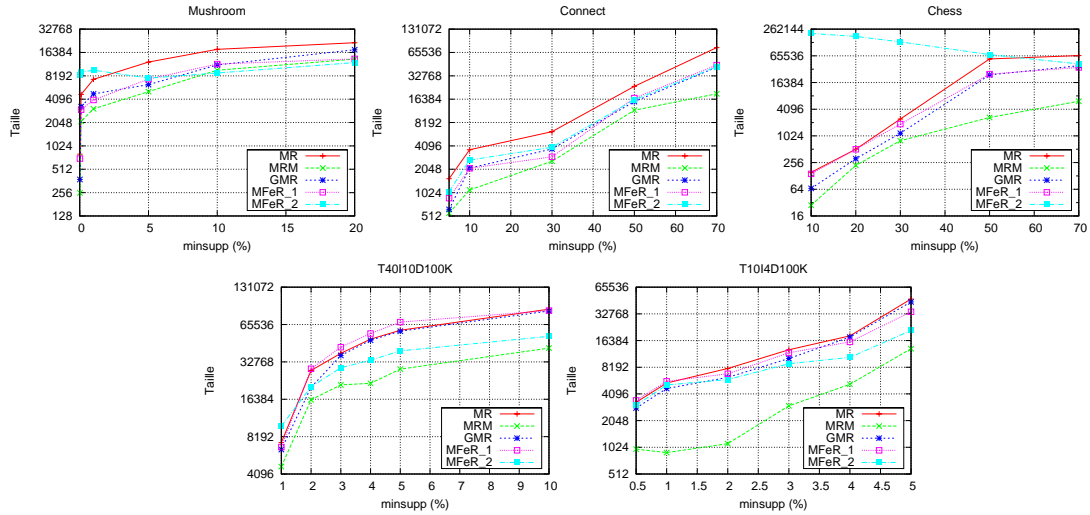 Mushroom
Taille
32768
16384
8192
4096
2048
1024
512
256
128
0
5
10
15
20
minsupp (%)
MR
MRM
GMR
MFeR_1
MFeR_2
Connect
Taille
131072
65536
32768
16384
8192
4096
2048
1024
512
10
20
30
40
50
60
70
minsupp (%)
MR
MRM
GMR
MFeR_1
MFeR_2
Chess
Taille
262144
65536
16384
4096
1024
256
64
16
10
20
30
40
50
60
70
minsupp (%)
MR
MRM
GMR
MFeR_1
MFeR_2
T40I10D100K
Taille
131072
65536
32768
16384
8192
4096
1
2
3
4
5
6
7
8
9
10
minsupp (%)
MR
MRM
GMR
MFeR_1
MFeR_2
T10I4D100K
Taille
65536
32768
16384
8192
4096
2048
1024
512
0.5
1
1.5
2
2.5
3
3.5
4
4.5
5
minsupp (%)
MR
MRM
GMR
MFeR_1
MFeR_2